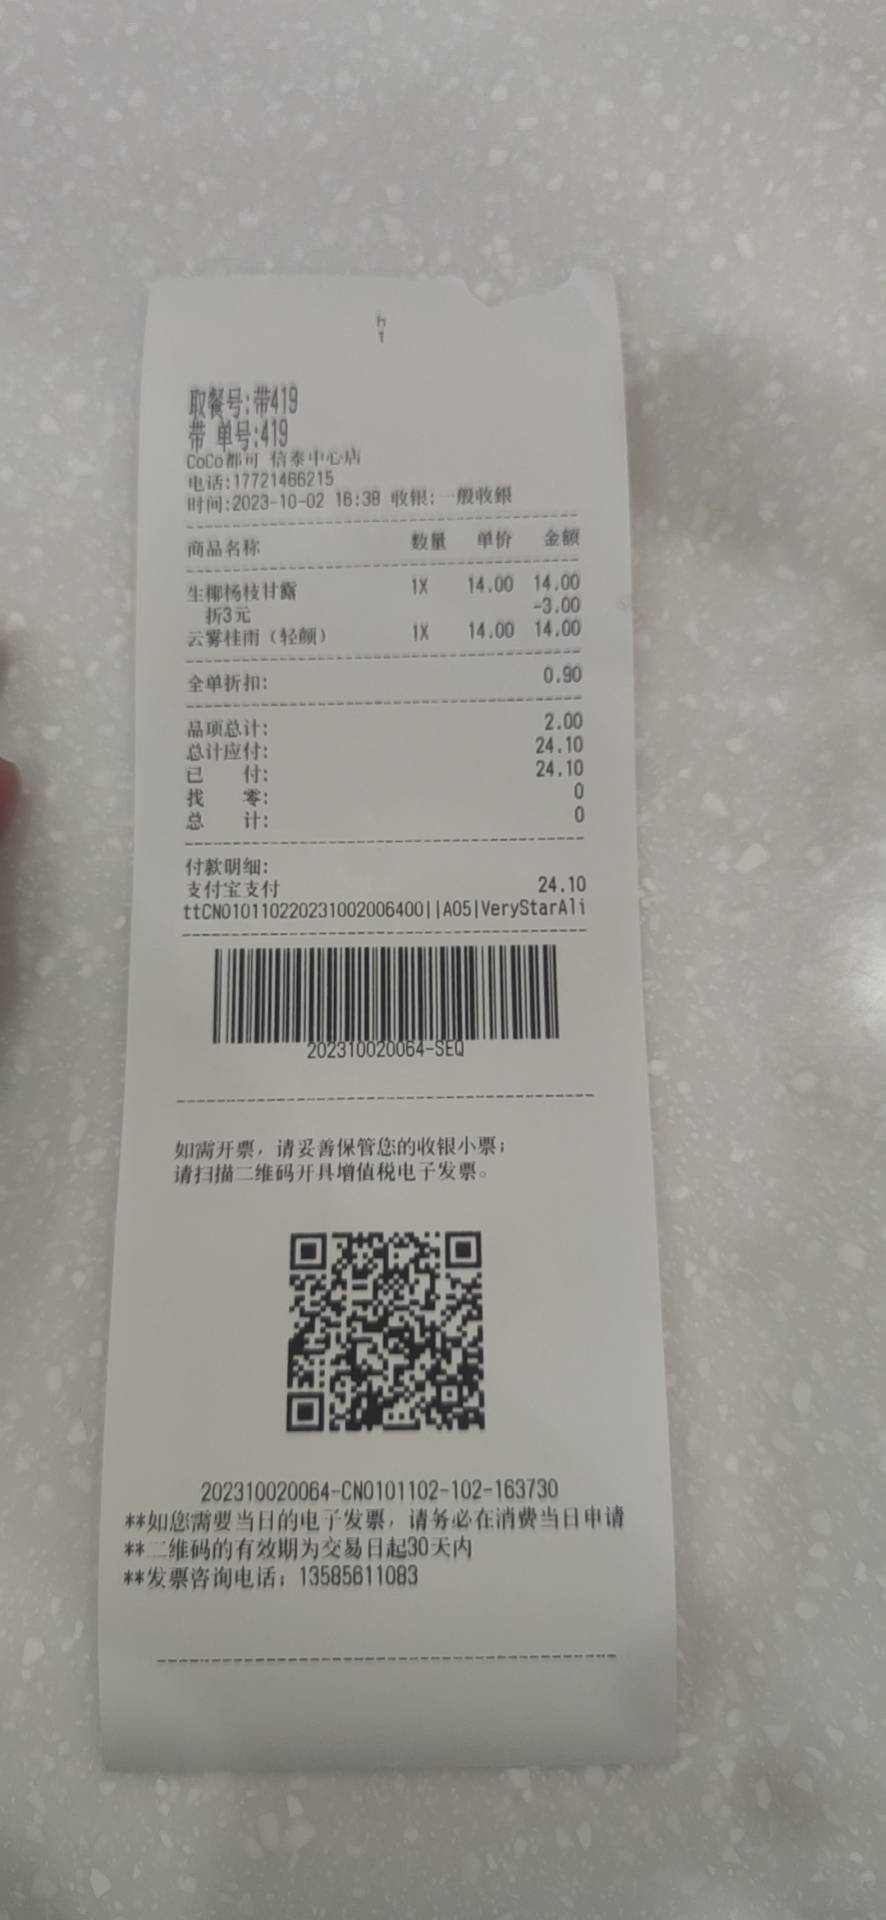 取餐号:带419
带 单号:419
CoCo都可 信泰中心店
电话:17721466215
时间:2023-10-02 16:38 收银:一般收銀
商品名称 数量 单价 金额
生椰杨枝甘露 1X 14.00 14.00
折3元 -3.00
云雾桂雨（轻颠） 1X 14.00 14.00
全单折扣: 0.90
品项总计: 2.00
总计应付: 24.10
已 付: 24.10
找 零: 0
总 计: 0
付款明细:
支付宝支付 24.10
ttCN0101102202310020064​00||A05|VeryStarAli
202310020064-SEQ
如需开票，请妥善保管您的收银小票；
请扫描二维码开具增值税电子发票。
202310020064-CN0101102-102-163730
**如您需要当日的电子发票，请务必在消费当日申请
**二维码的有效期为交易日起30天内
**发票咨询电话：13585611083